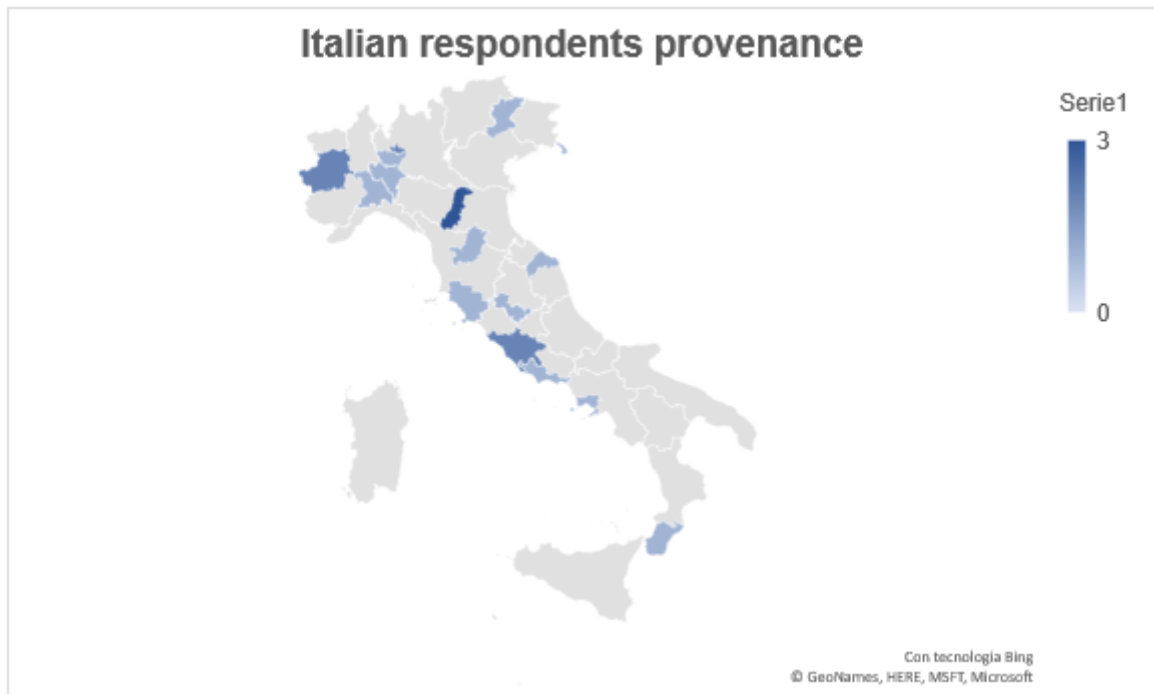 Italian respondents provenance
Serie1
3
0
Con tecnologia Bing
© GeoNames, HERE, MSFT, Microsoft